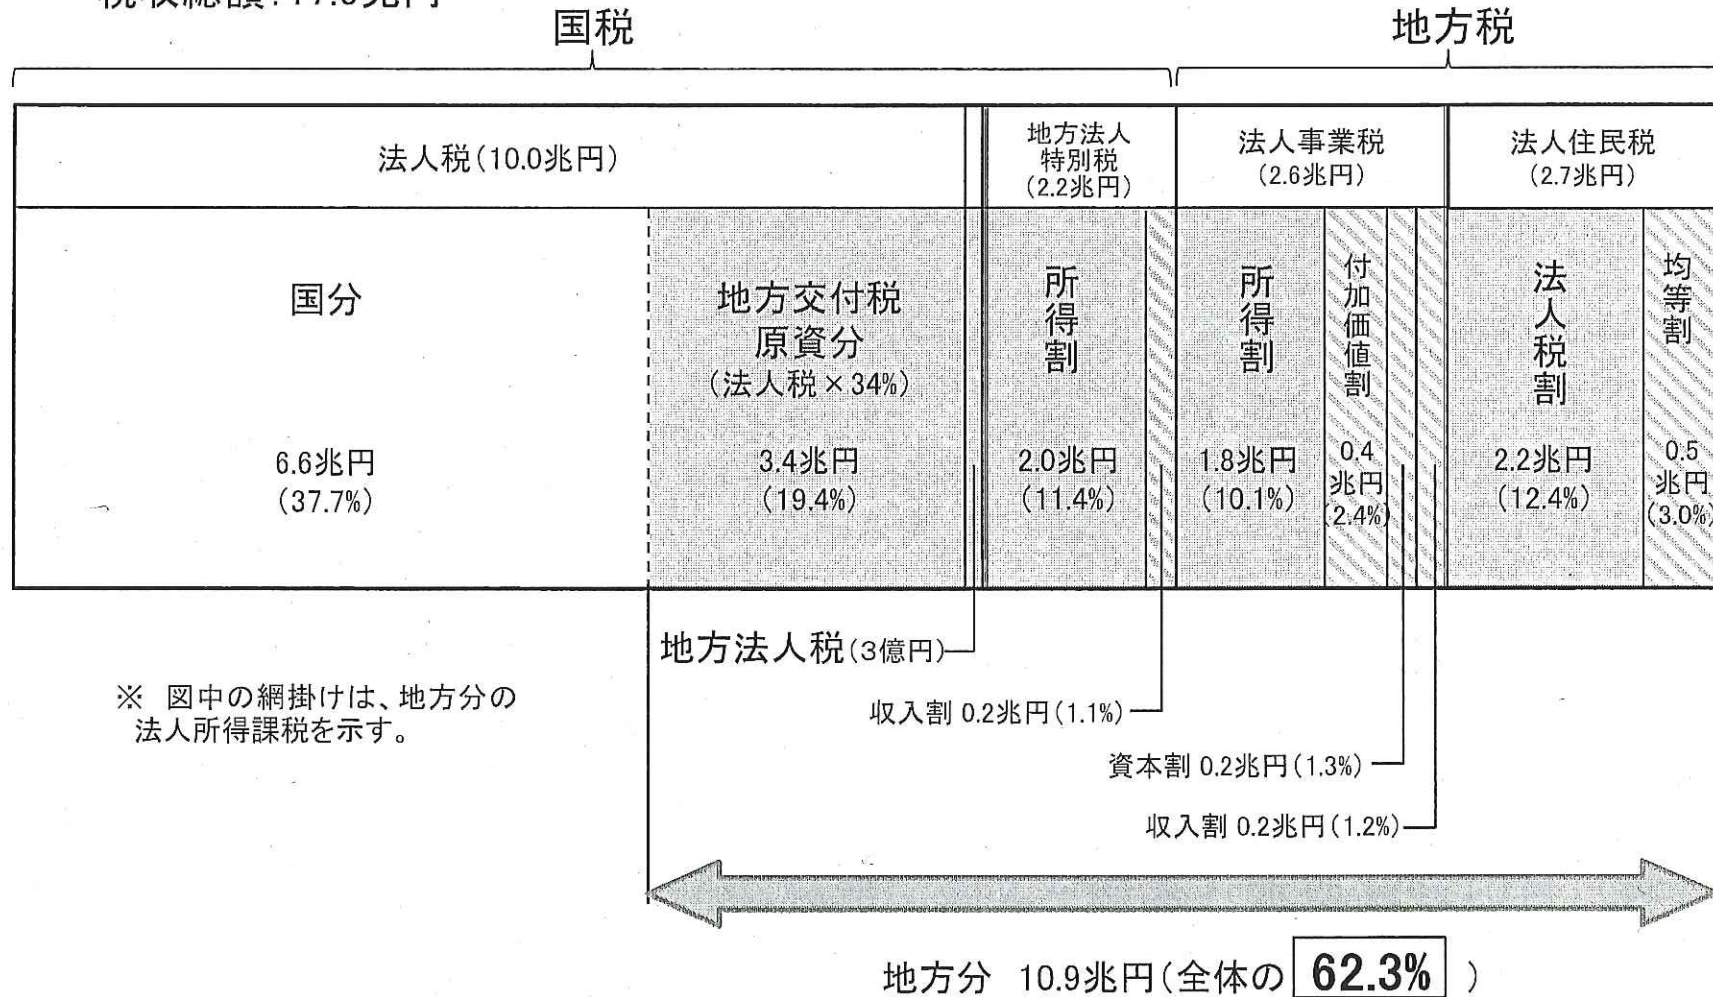 国税
地方税
法人税(10.0兆円)
地方法人
特別税
(2.2兆円)
法人事業税
(2.6兆円)
法人住民税
(2.7兆円)
国分
6.6兆円
(37.7%)
地方交付税
原資分
(法人税×34%)
3.4兆円
(19.4%)
所得割
2.0兆円
(11.4%)
所得割
1.8兆円
(10.1%)
付加価値割
0.4
兆円
(2.4%)
法人税割
2.2兆円
(12.4%)
均等割
0.5
兆円
(3.0%)
地方法人税(3億円)
収入割 0.2兆円(1.1%)
資本割 0.2兆円(1.3%)
収入割 0.2兆円(1.2%)
※ 図中の網掛けは、地方分の
法人所得課税を示す。
地方分 10.9兆円(全体の 62.3% )